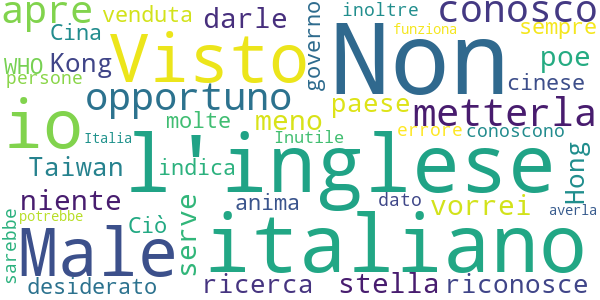 apre venduta darle governo inoltre conosco
Cina funziona sempre
WHO Kong Visto Non poe
persone cinese
opportuno paese metterla
io molte meno errore conoscono
Italia l'inglese Inutile
Taiwan indica Hong
niente anima dato vorrei averla
potrebbe Ciò serve italiano
sarebbe Male
desiderato ricerca stella riconosce